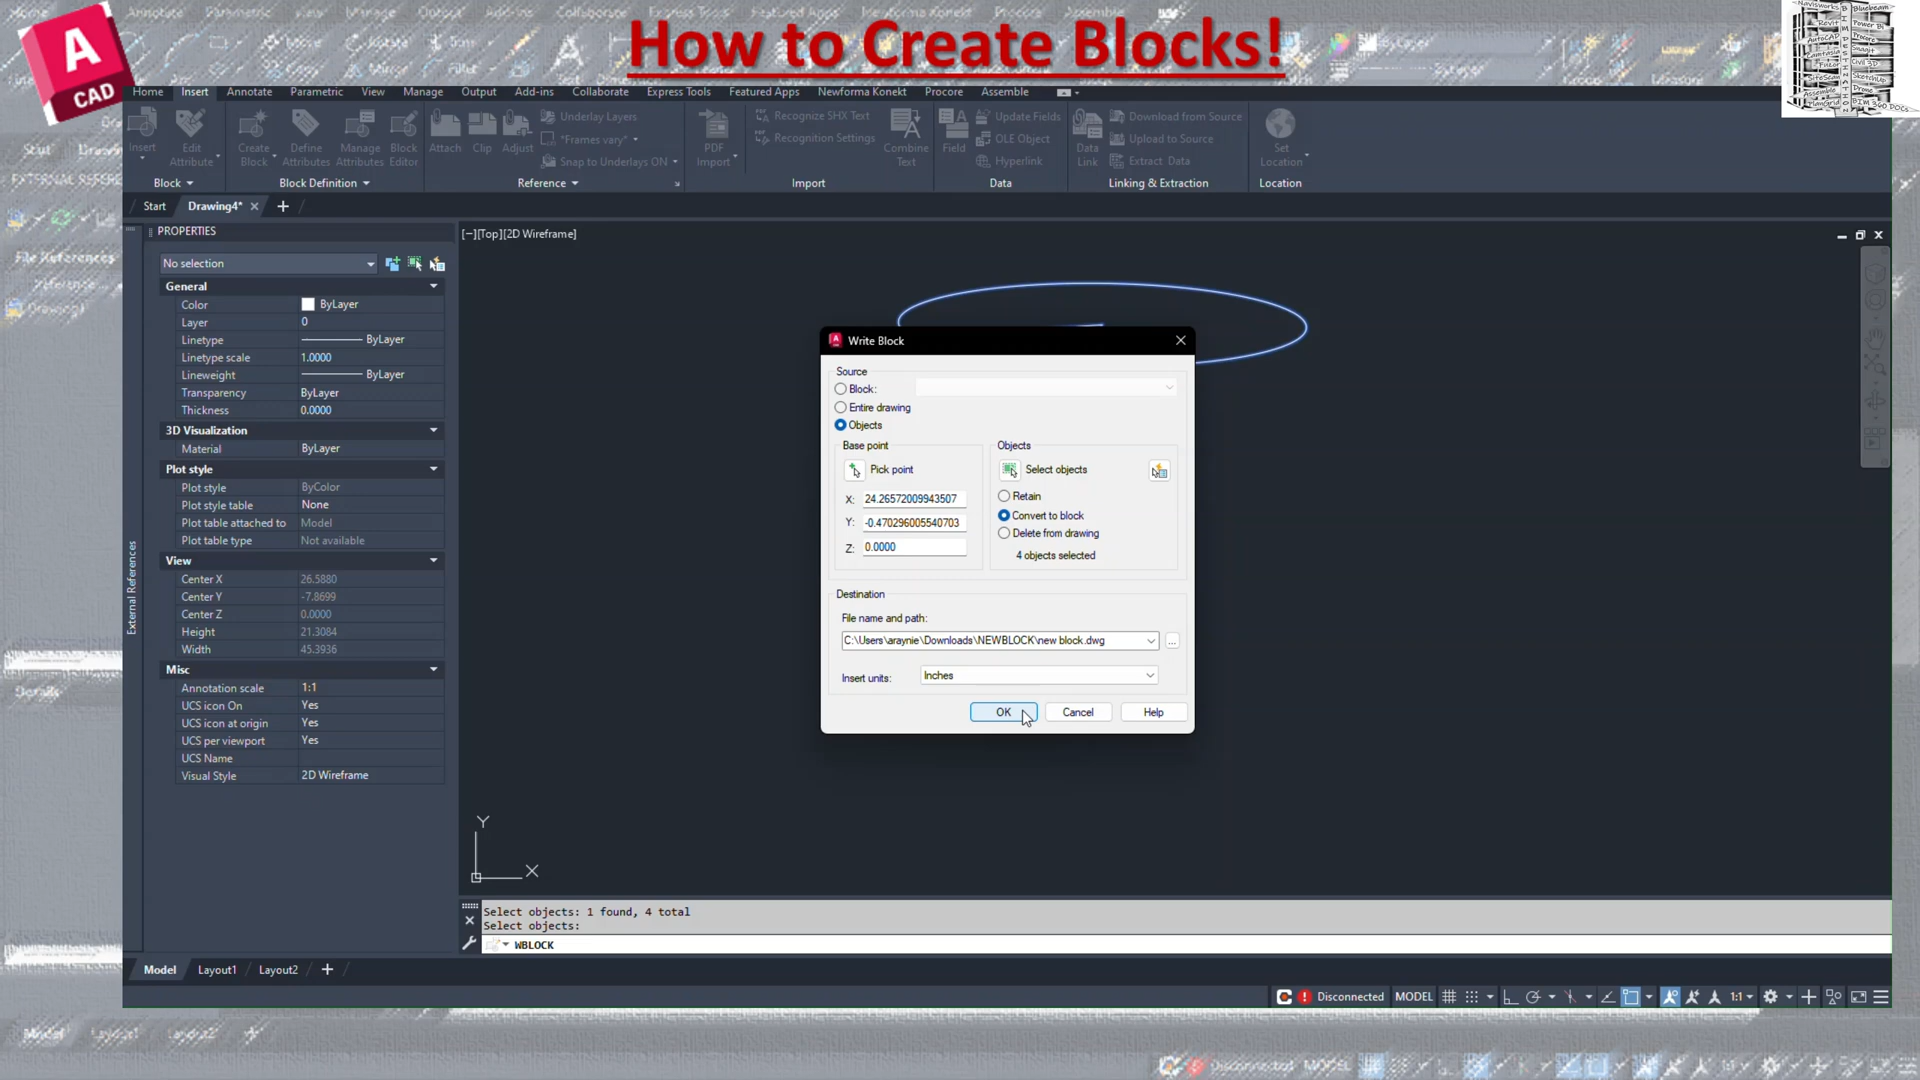 How to Create Blocks!
A
CAD
Home Insert Annotate Parametric View Manage Output Add-ins Collaborate Express Tools Featured Apps Newforma Konekt Procore Assemble
Insert
Edit
Attribute
Create
Block
Define
Attributes
Manage
Attributes
Block
Editor
Attach
Clip
Adjust
Underlay Layers
"Frames vary"
Snap to Underlays ON
PDF
Import
Recognize SHX Text
Recognition Settings
Combine
Text
Field
Update Fields
OLE Object
Hyperlink
Data
Link
Download from Source
Upload to Source
Extract Data
Set
Location
Block Block Definition Reference Import Data Linking & Extraction Location
Start Drawing4*
PROPERTIES
No selection
General
Color ByLayer
Layer 0
Linetype ByLayer
Linetype scale 1.0000
Lineweight ByLayer
Transparency ByLayer
Thickness 0.0000
3D Visualization
Material ByLayer
Plot style
Plot style ByColor
Plot style table None
Plot table attached to Model
Plot table type Not available
View
Center X 26.5880
Center Y -7.8699
Center Z 0.0000
Height 21.3084
Width 45.3936
Misc
Annotation scale 1:1
UCS icon On Yes
UCS icon at origin Yes
UCS per viewport Yes
UCS Name
Visual Style 2D Wireframe
External References
[−][Top][2D Wireframe]
Write Block
Source
Block:
Entire drawing
Objects
Base point
Pick point
X: 24.26572009943507
Y: -0.470296005540703
Z: 0.0000
Objects
Select objects
Retain
Convert to block
Delete from drawing
4 objects selected
Destination
File name and path:
C:\Users\araynie\Downloads\NEWBLOCK\new block.dwg
...
Insert units: Inches
OK Cancel Help
Y
X
Select objects: 1 found, 4 total
Select objects:
WBLOCK
Model Layout1 Layout2
Disconnected MODEL 1:1